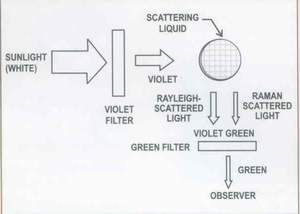 SCATTERING
LIQUID
SUNLIGHT
(WHITE)
VIOLET
VIOLET
FILTER
RAYLEIGH-
SCATTERED
LIGHT
RAMAN
SCATTERED
LIGHT
VIOLET GREEN
GREEN FILTER
GREEN
OBSERVER